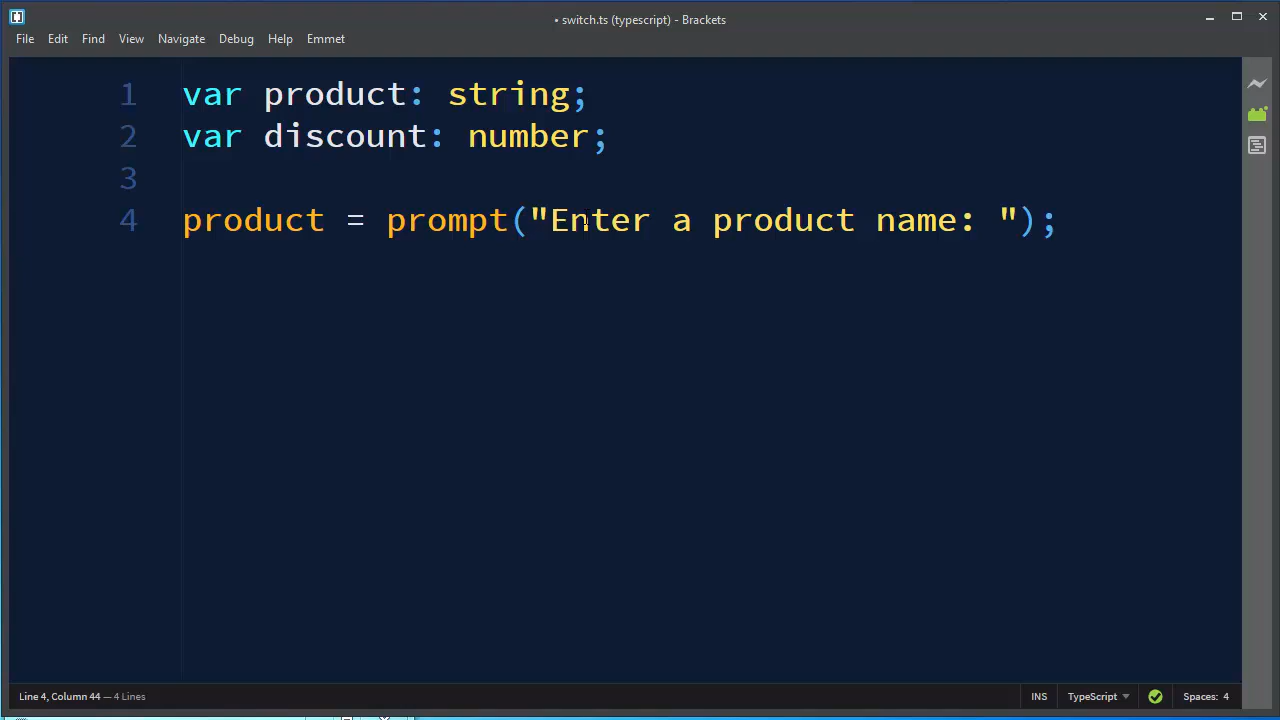 • switch.ts (typescript) - Brackets
File Edit Find View Navigate Debug Help Emmet
1 var product: string;
2 var discount: number;
3
4 product = prompt("Enter a product name: ");
Line 4, Column 44 — 4 Lines
INS TypeScript Spaces: 4